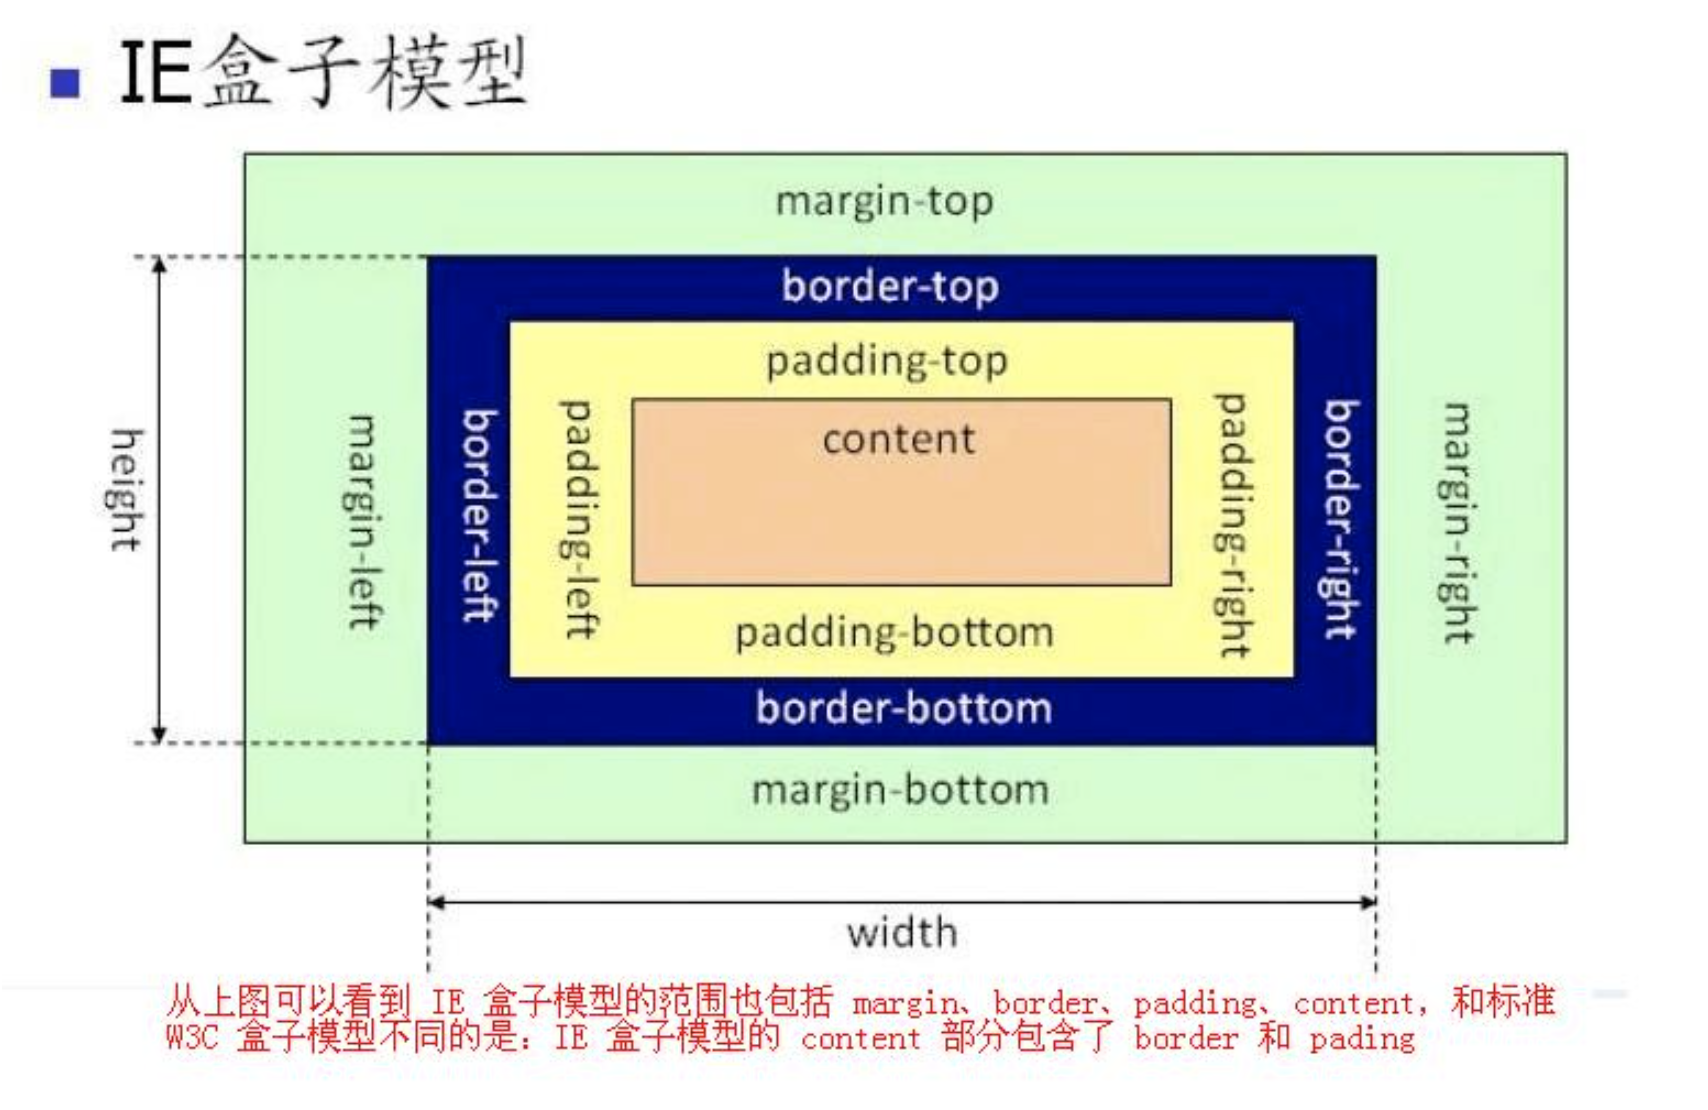 IE盒子模型
margin-top
border-top
padding-top
height
margin-left
border-left
padding-left
content
padding-right
border-right
margin-right
padding-bottom
border-bottom
margin-bottom
width
从上图可以看到 IE 盒子模型的范围也包括 margin、border、padding、content，和标准
W3C 盒子模型不同的是：IE 盒子模型的 content 部分包含了 border 和 pading